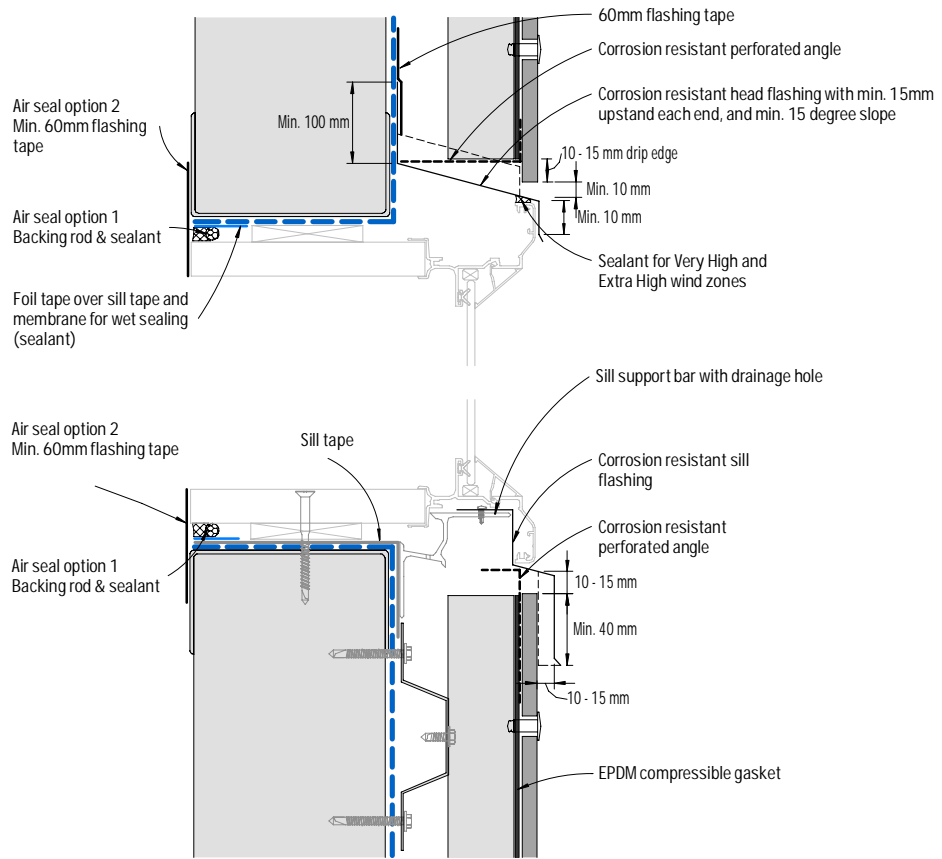 60mm flashing tape
Corrosion resistant perforated angle
Corrosion resistant head flashing with min. 15mm
upstand each end, and min. 15 degree slope
Air seal option 2
Min. 60mm flashing
tape
Min. 100 mm
10 - 15 mm drip edge
Min. 10 mm
Min. 10 mm
Air seal option 1
Backing rod & sealant
Sealant for Very High and
Extra High wind zones
Foil tape over sill tape and
membrane for wet sealing
(sealant)
Sill support bar with drainage hole
Air seal option 2
Min. 60mm flashing tape
Sill tape
Corrosion resistant sill
flashing
Corrosion resistant
perforated angle
Air seal option 1
Backing rod & sealant
10 - 15 mm
Min. 40 mm
10 - 15 mm
EPDM compressible gasket